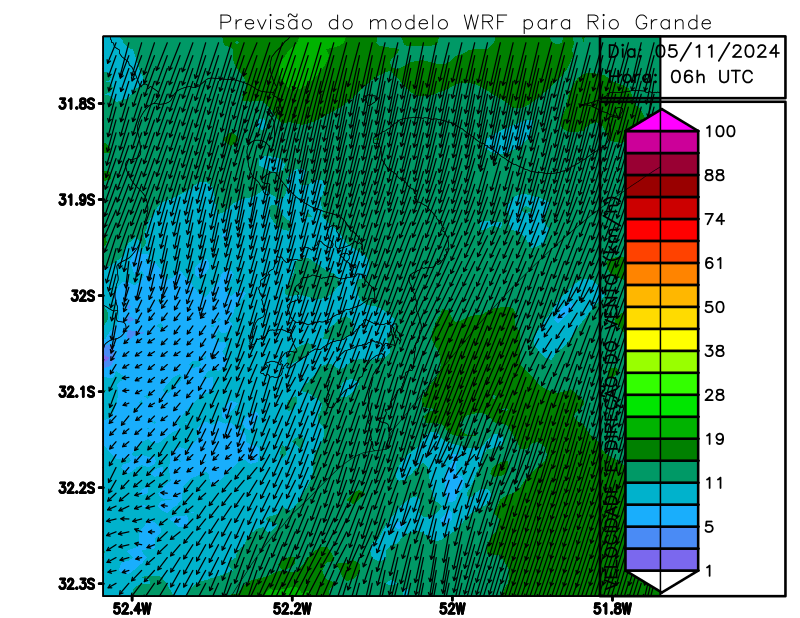 Previsão do modelo WRF para Rio Grande
Dia: 05/11/2024
Hora: 06h UTC
31.8S
31.9S
32S
32.1S
32.2S
32.3S
52.4W
52.2W
52W
51.8W
VELOCIDADE E DIREÇÃO DO VENTO (km/h)
100
88
74
61
50
38
28
19
11
5
1